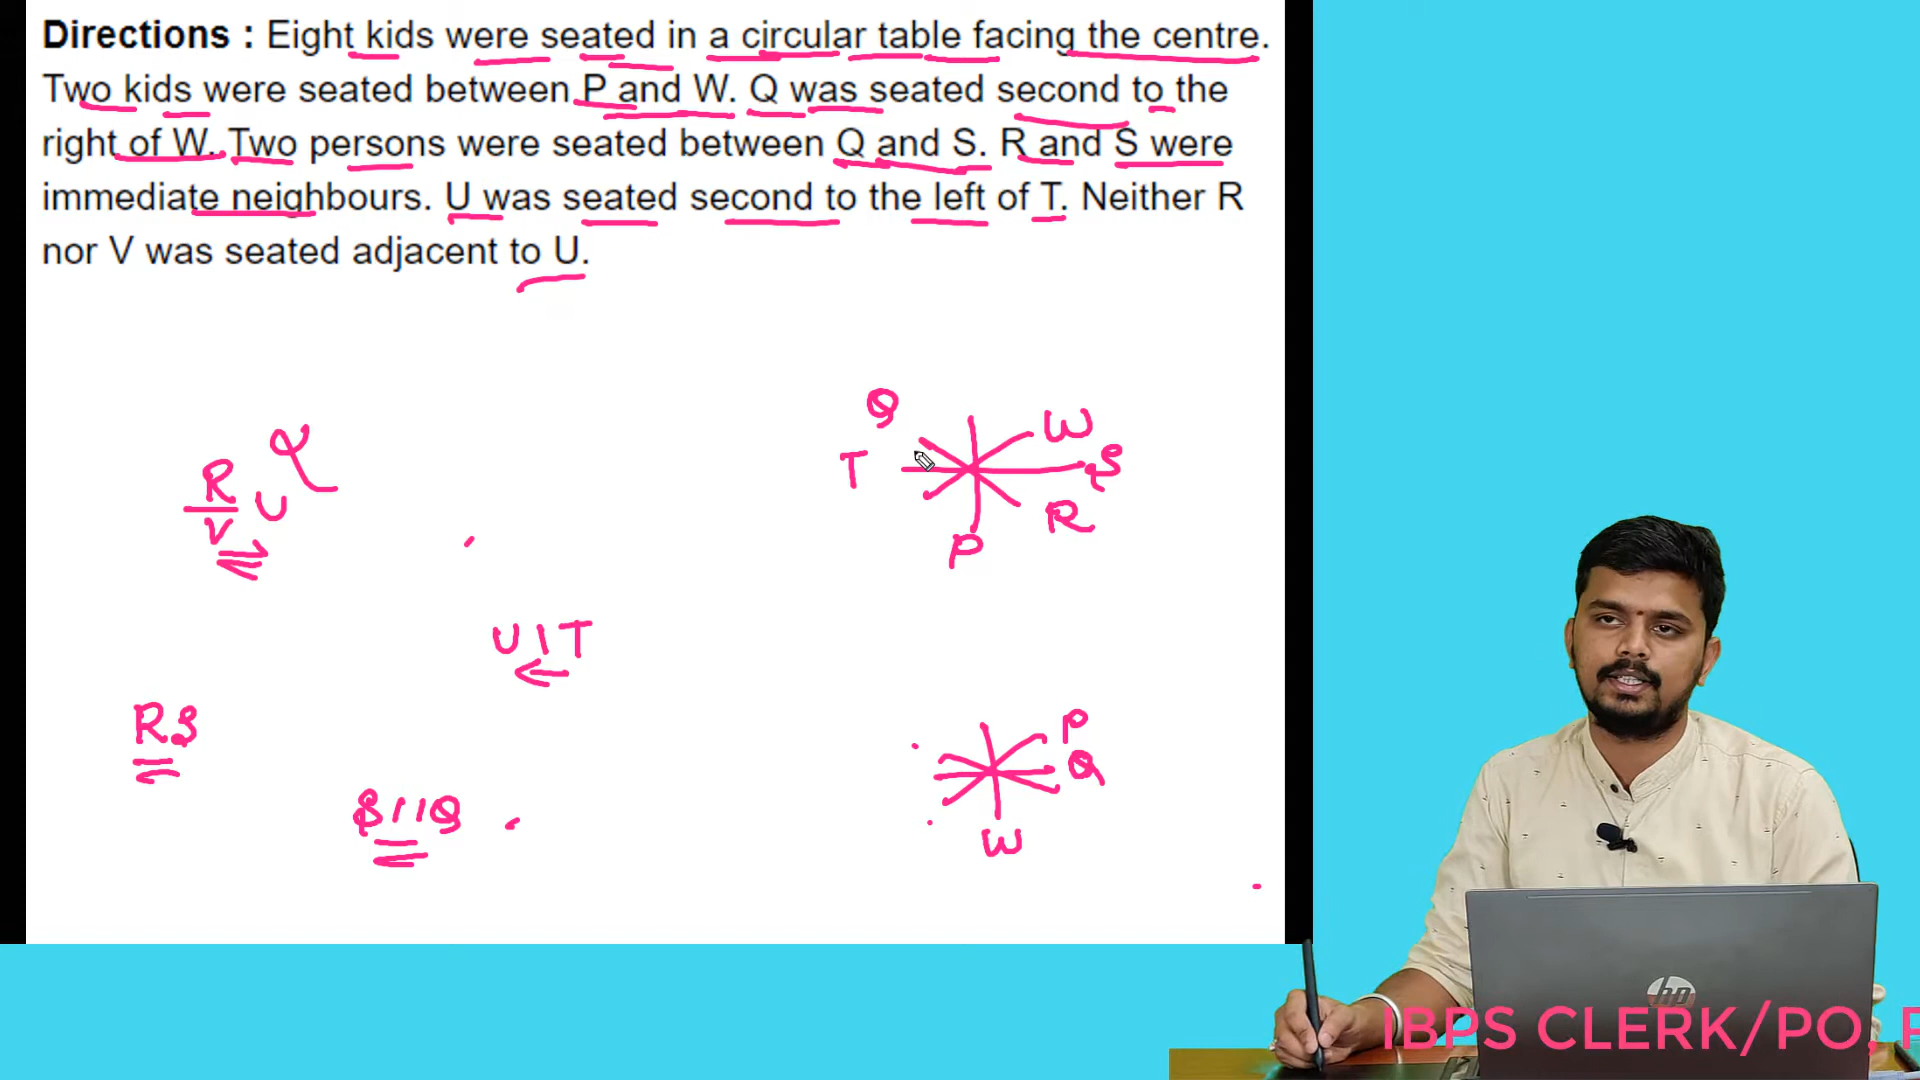 Directions : Eight kids were seated in a circular table facing the centre.
Two kids were seated between P and W. Q was seated second to the
right of W. Two persons were seated between Q and S. R and S were
immediate neighbours. U was seated second to the left of T. Neither R
nor V was seated adjacent to U.
Q
W
T
S
R
P
Q
R
V U
U I T
RS
S I I Q
P
Q
W
hp
IBPS CLERK/PO,